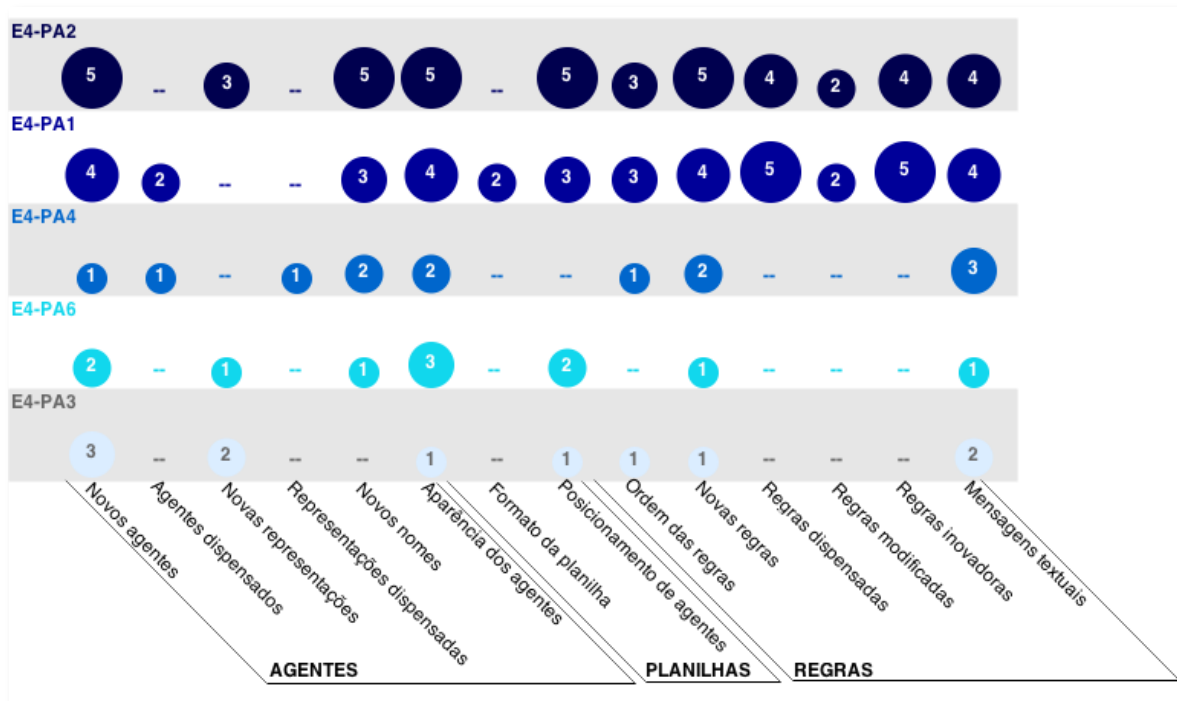 E4-PA2
5 -- 3 -- 5 5 -- 5 3 5 4 2 4 4
E4-PA1
4 2 -- -- 3 4 2 3 3 4 5 2 5 4
E4-PA4
1 1 -- 1 2 2 -- -- 1 2 -- -- -- 3
E4-PA6
2 -- 1 -- 1 3 -- 2 -- 1 -- -- -- 1
E4-PA3
3 -- 2 -- -- 1 -- 1 1 1 -- -- -- 2
Novos agentes
Agentes dispensados
Novas representações
Representações dispensadas
Novos nomes
Aparência dos agentes
Formato da planilha
Posicionamento de agentes
Ordem das regras
Novas regras
Regras dispensadas
Regras modificadas
Regras inovadoras
Mensagens textuais
AGENTES
PLANILHAS
REGRAS